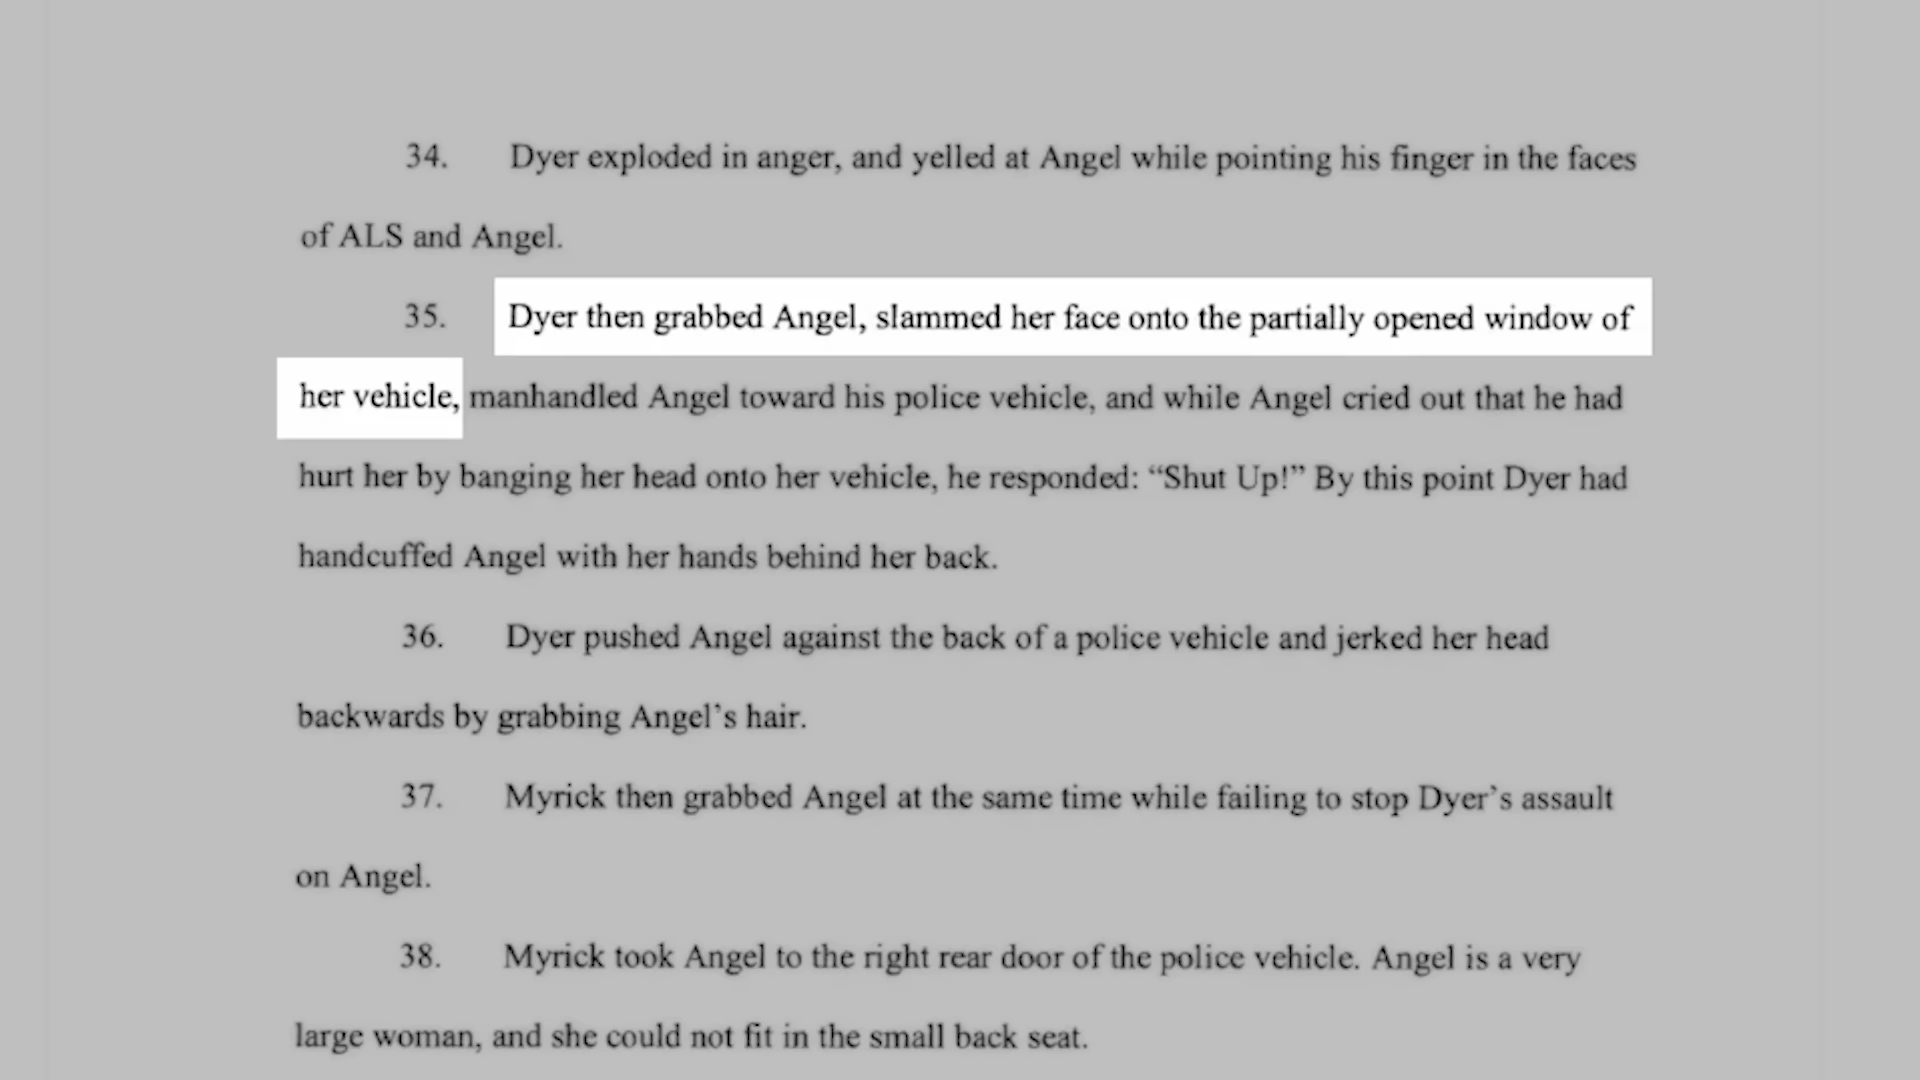 34. Dyer exploded in anger, and yelled at Angel while pointing his finger in the faces
of ALS and Angel.
35. Dyer then grabbed Angel, slammed her face onto the partially opened window of
her vehicle, manhandled Angel toward his police vehicle, and while Angel cried out that he had
hurt her by banging her head onto her vehicle, he responded: “Shut Up!” By this point Dyer had
handcuffed Angel with her hands behind her back.
36. Dyer pushed Angel against the back of a police vehicle and jerked her head
backwards by grabbing Angel’s hair.
37. Myrick then grabbed Angel at the same time while failing to stop Dyer’s assault
on Angel.
38. Myrick took Angel to the right rear door of the police vehicle. Angel is a very
large woman, and she could not fit in the small back seat.